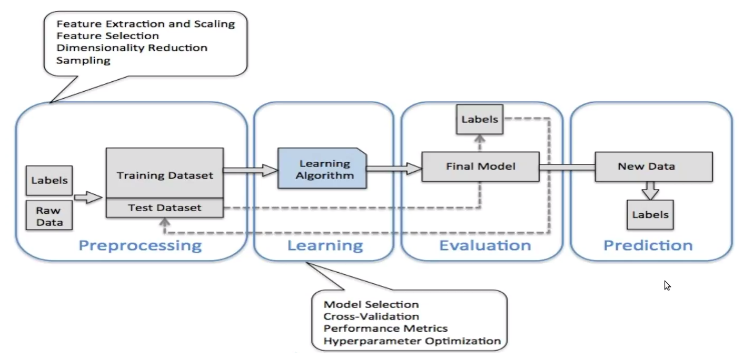 Feature Extraction and Scaling
Feature Selection
Dimensionality Reduction
Sampling
Labels
Raw
Data
Training Dataset
Test Dataset
Preprocessing
Learning
Algorithm
Learning
Labels
Final Model
Evaluation
New Data
Labels
Prediction
Model Selection
Cross-Validation
Performance Metrics
Hyperparameter Optimization